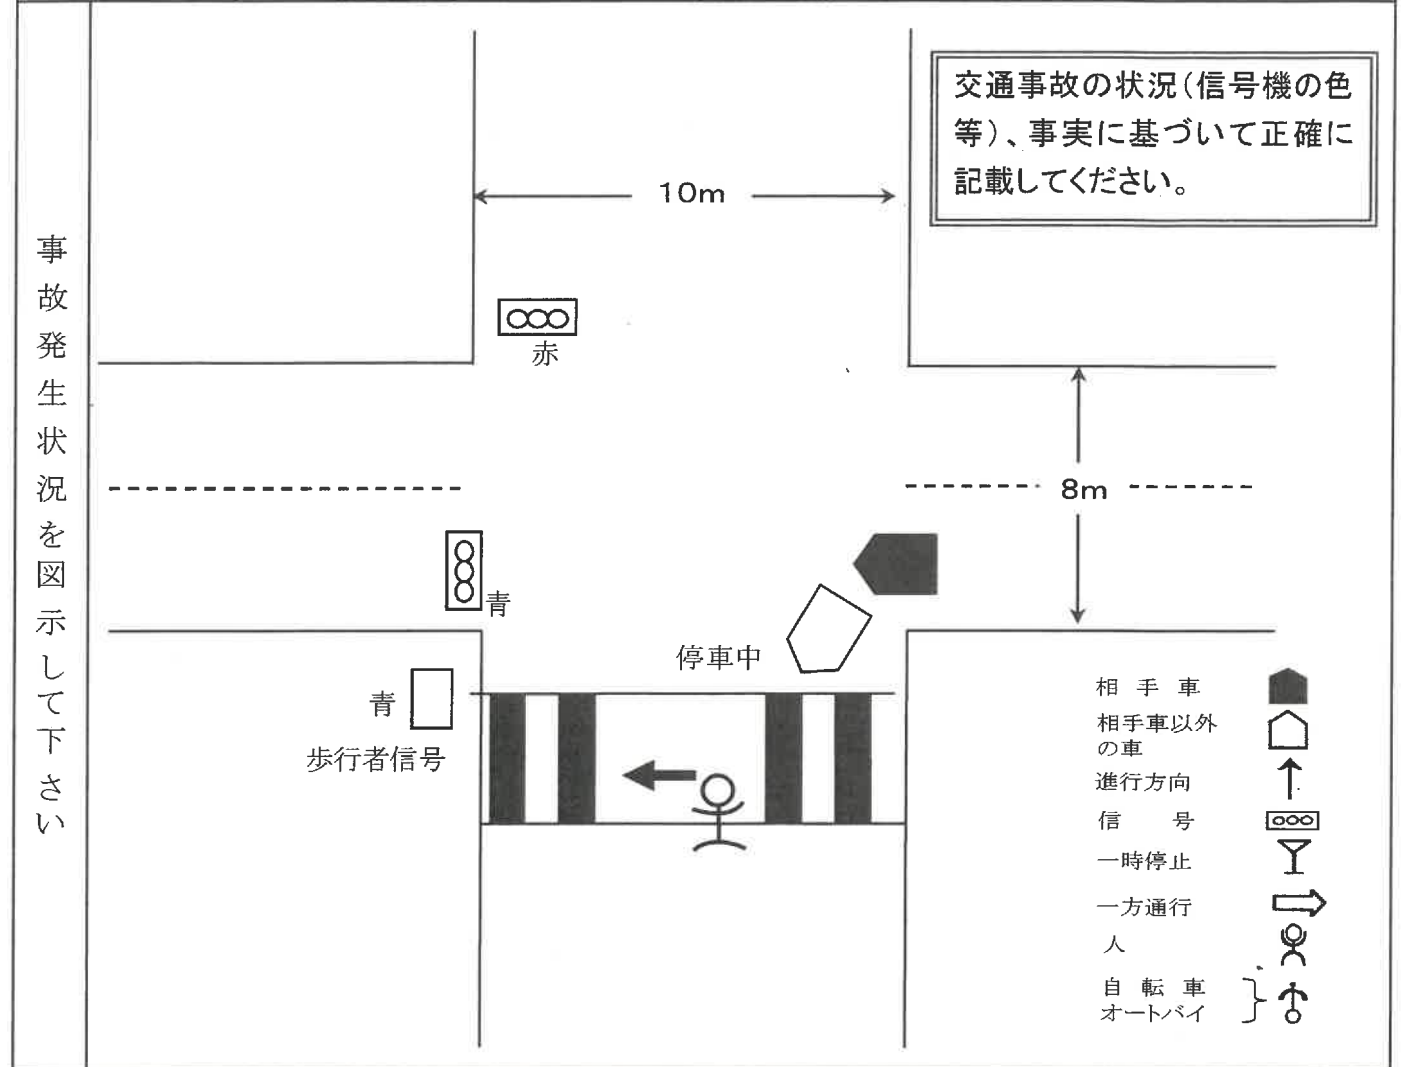 事故発生状況を図示して下さい
交通事故の状況(信号機の色
等)、事実に基づいて正確に
記載してください。
10m
赤
8m
青
停車中
青
歩行者信号
相手車
相手車以外
の車
進行方向
信号
一時停止
一方通行
人
自転車
オートバイ